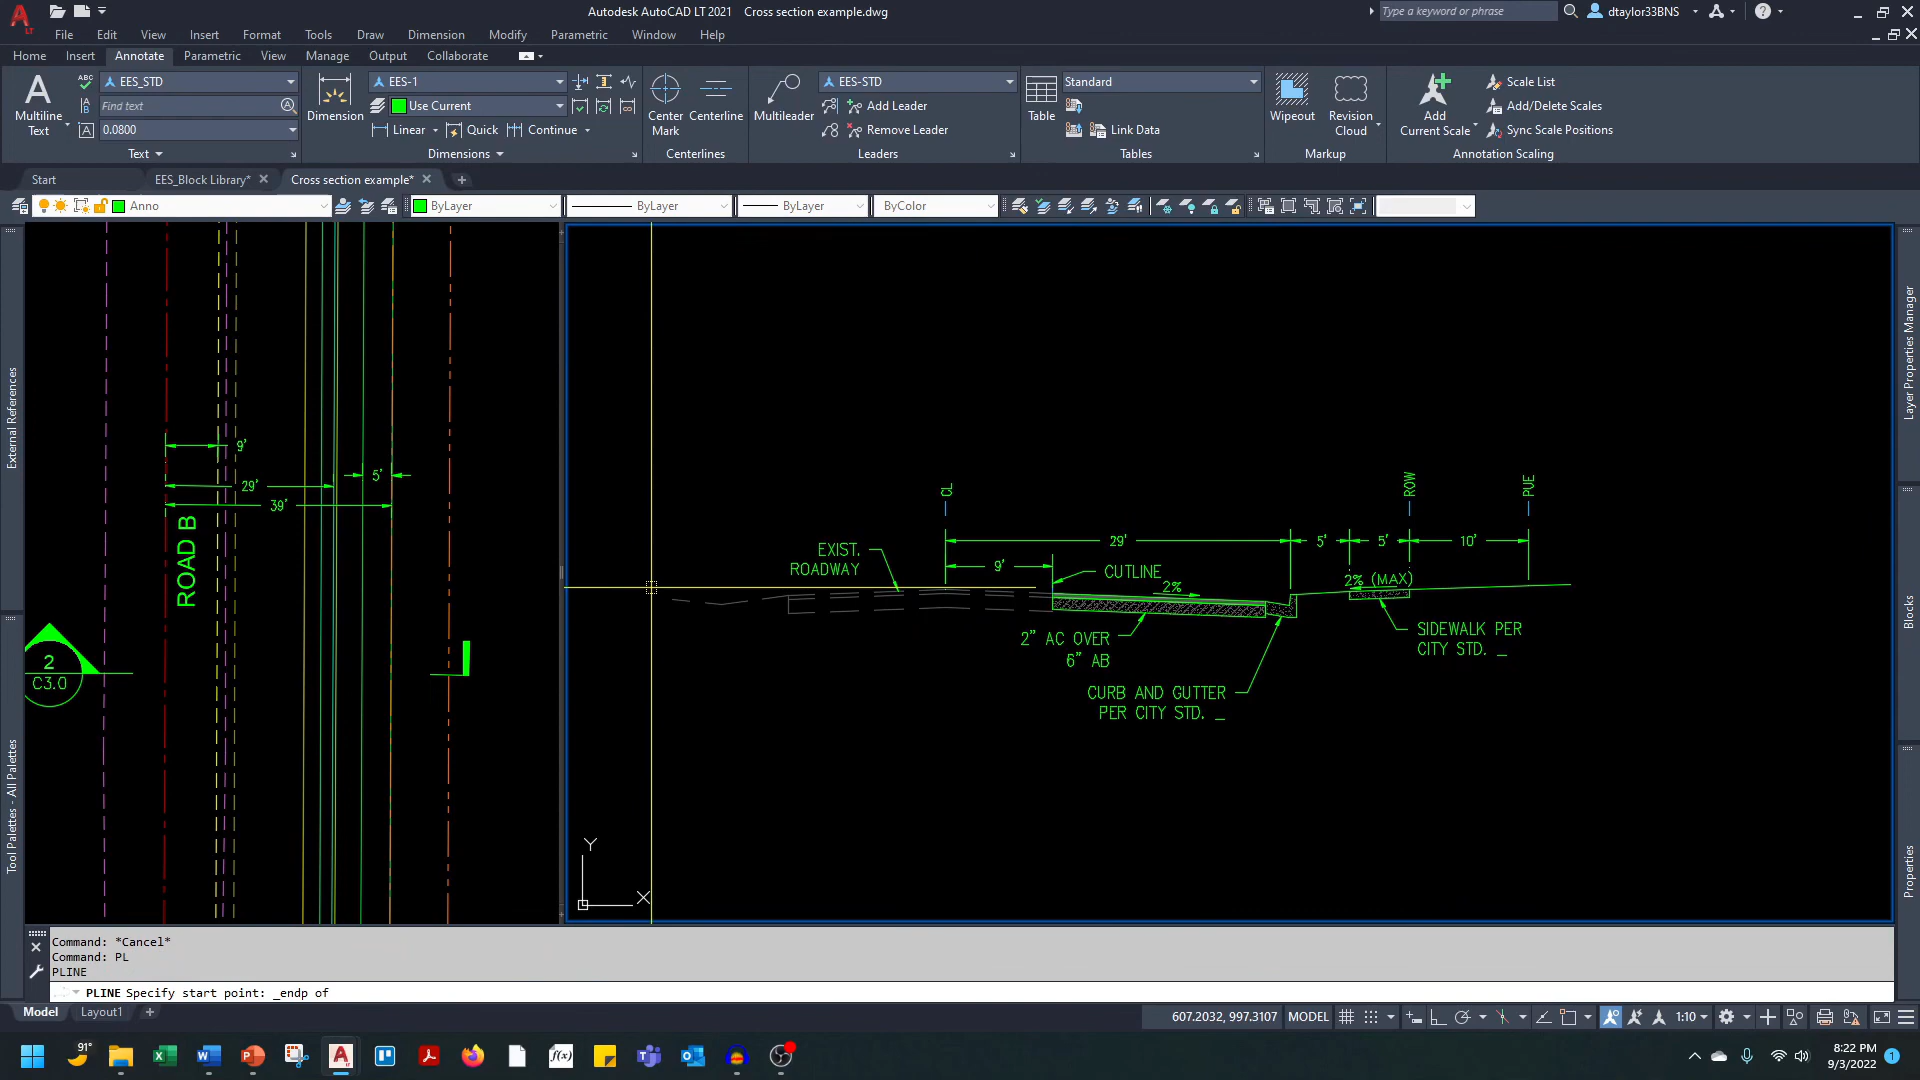 Autodesk AutoCAD LT 2021 Cross section example.dwg
Type a keyword or phrase
dtaylor33BNS
LT
File Edit View Insert Format Tools Draw Dimension Modify Parametric Window Help
Home Insert Annotate Parametric View Manage Output Collaborate
EES_STD
Find text
0.0800
Multiline
Text
Text
Dimension
EES-1
Use Current
Linear Quick Continue
Dimensions
Center
Mark
Centerline
Centerlines
Multileader
EES-STD
Add Leader
Remove Leader
Leaders
Table
Standard
Link Data
Tables
Wipeout
Revision
Cloud
Markup
Add
Current Scale
Scale List
Add/Delete Scales
Sync Scale Positions
Annotation Scaling
Start EES_Block Library* Cross section example*
Anno ByLayer ByLayer ByLayer ByColor
External References
Tool Palettes - All Palettes
9'
29'
5'
39'
ROAD B
2
C3.0
CL
ROW
PUE
29'
5'
5'
10'
9'
EXIST.
ROADWAY
CUTLINE
2%
2% (MAX)
2" AC OVER
6" AB
SIDEWALK PER
CITY STD. _
CURB AND GUTTER
PER CITY STD. _
Y
X
Layer Properties Manager
Blocks
Properties
Command: *Cancel*
Command: PL
PLINE
PLINE Specify start point: _endp of
Model Layout1
607.2032, 997.3107 MODEL 1:10
91°
8:22 PM
9/3/2022
1